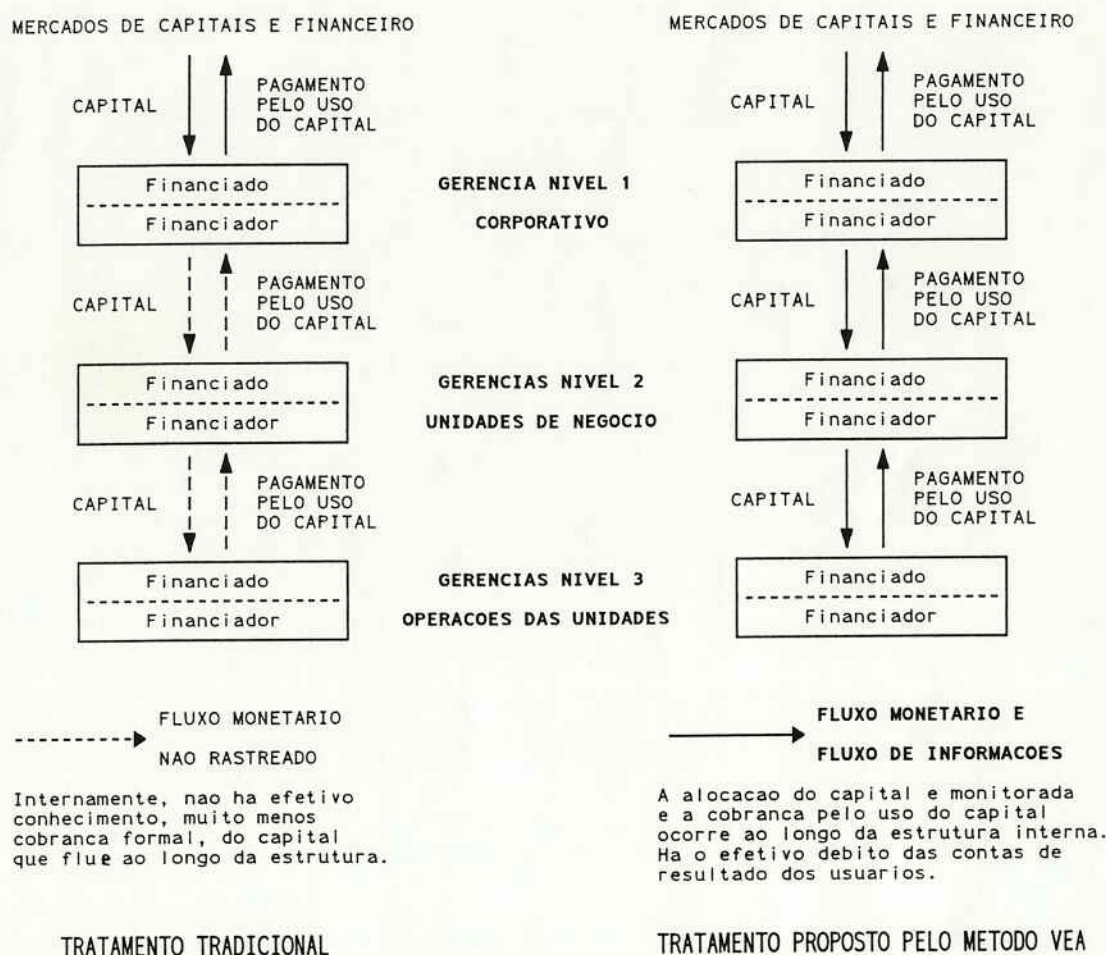 MERCADOS DE CAPITAIS E FINANCEIRO
CAPITAL
PAGAMENTO
PELO USO
DO CAPITAL
Financiado
Financiador
CAPITAL
PAGAMENTO
PELO USO
DO CAPITAL
Financiado
Financiador
CAPITAL
PAGAMENTO
PELO USO
DO CAPITAL
Financiado
Financiador
FLUXO MONETARIO
NAO RASTREADO
Internamente, nao ha efetivo
conhecimento, muito menos
cobranca formal, do capital
que flue ao longo da estrutura.
TRATAMENTO TRADICIONAL
GERENCIA NIVEL 1
CORPORATIVO
GERENCIAS NIVEL 2
UNIDADES DE NEGOCIO
GERENCIAS NIVEL 3
OPERACOES DAS UNIDADES
MERCADOS DE CAPITAIS E FINANCEIRO
CAPITAL
PAGAMENTO
PELO USO
DO CAPITAL
Financiado
Financiador
CAPITAL
PAGAMENTO
PELO USO
DO CAPITAL
Financiado
Financiador
CAPITAL
PAGAMENTO
PELO USO
DO CAPITAL
Financiado
Financiador
FLUXO MONETARIO E
FLUXO DE INFORMACOES
A alocacao do capital e monitorada
e a cobranca pelo uso do capital
ocorre ao longo da estrutura interna.
Ha o efetivo debito das contas de
resultado dos usuarios.
TRATAMENTO PROPOSTO PELO METODO VEA